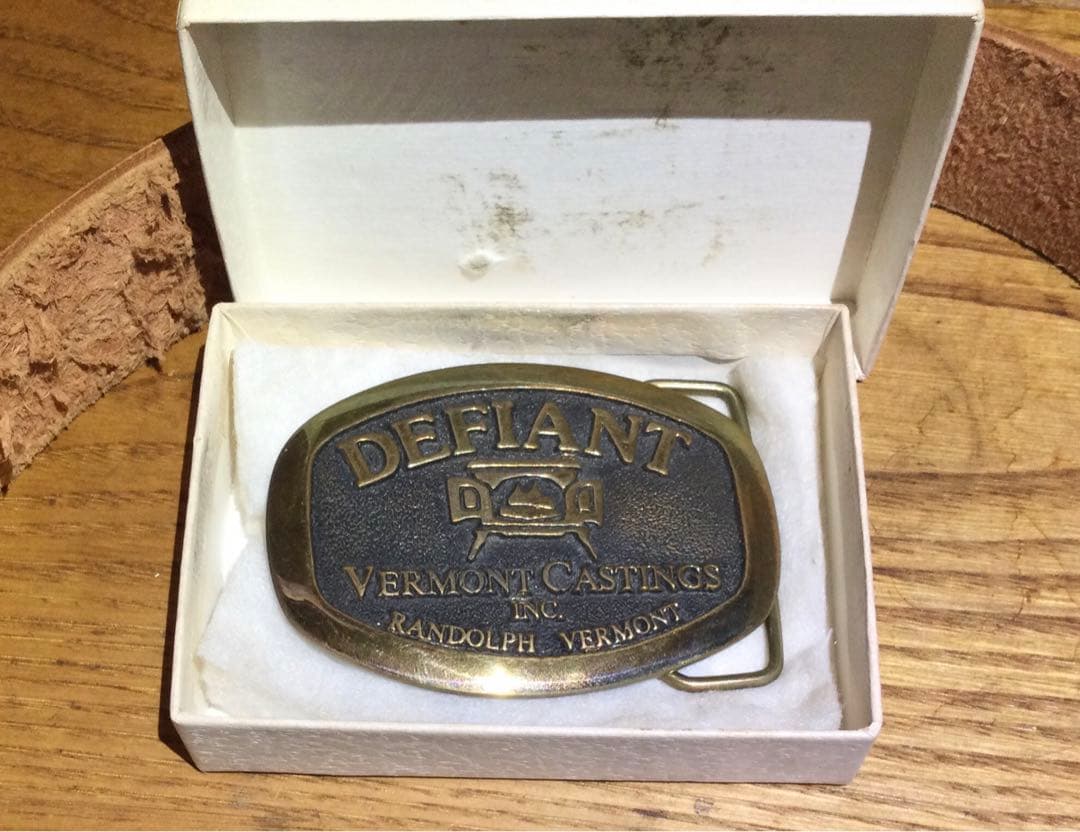 DEFIANT
VERMONT CASTINGS
INC.
RANDOLPH VERMONT